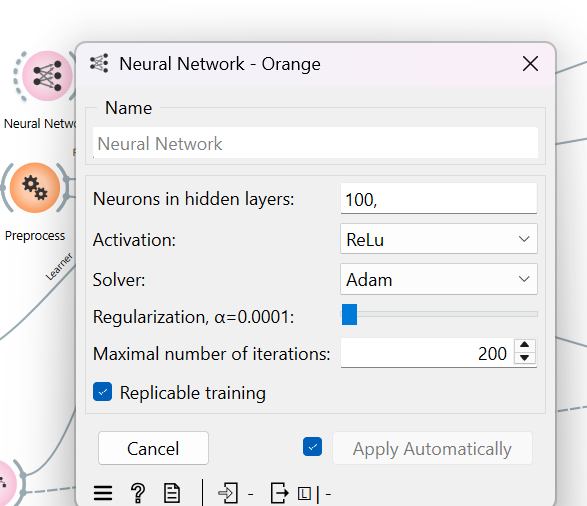 Neural Network - Orange
Name
Neural Network
Neurons in hidden layers:
100,
Activation:
ReLu
Solver:
Adam
Regularization, α=0.0001:
Maximal number of iterations:
200
Replicable training
Cancel
Apply Automatically
? - L | -
Neural Netw
Preprocess
Learner